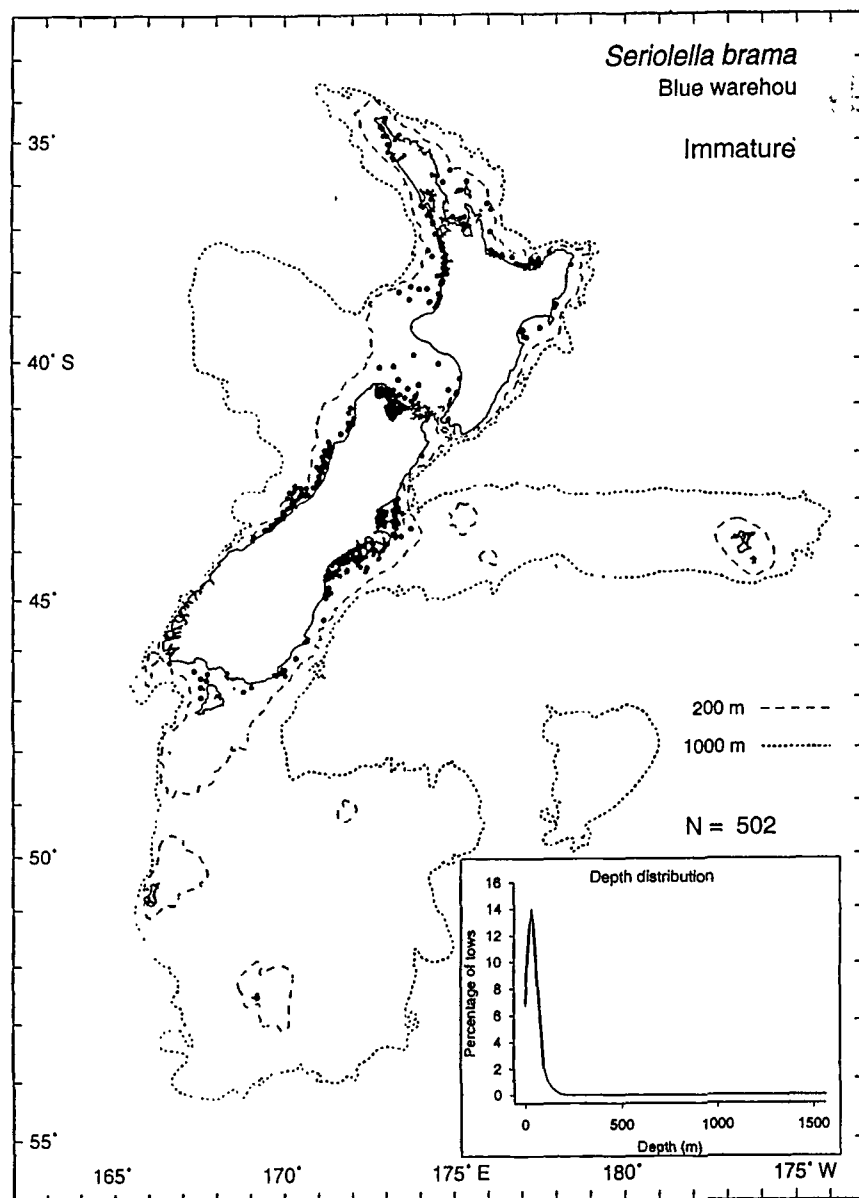 Seriolella brama
Blue warehou
Immature
35°
40° S
45°
200 m
1000 m
N = 502
50°
Depth distribution
16
14
12
10
8
6
4
2
0
Percentage of tows
0 500 1000 1500
Depth (m)
55°
165° 170° 175° E 180° 175° W